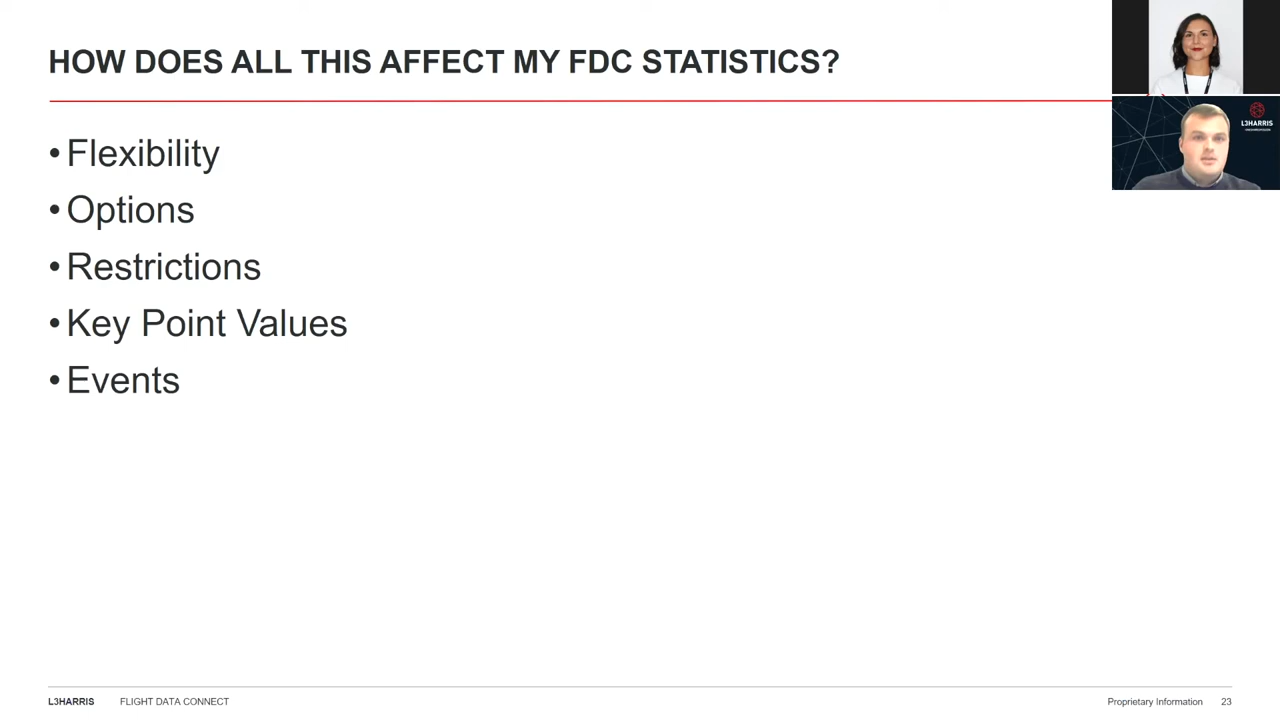 HOW DOES ALL THIS AFFECT MY FDC STATISTICS?
L3HARRIS
• Flexibility
• Options
• Restrictions
• Key Point Values
• Events
L3HARRIS FLIGHT DATA CONNECT Proprietary Information 23